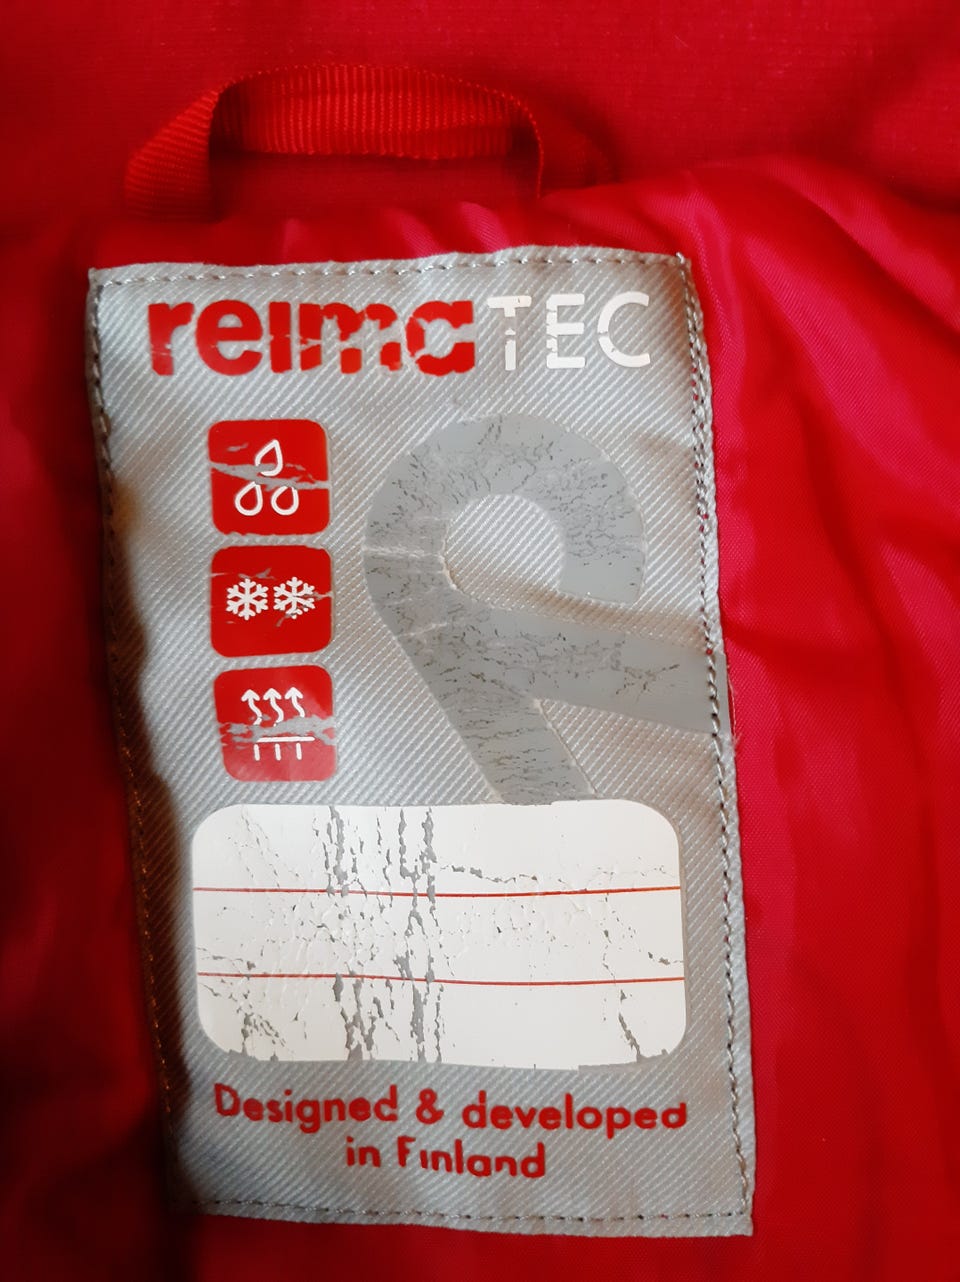 reimaTEC
Designed & developed
in Finland